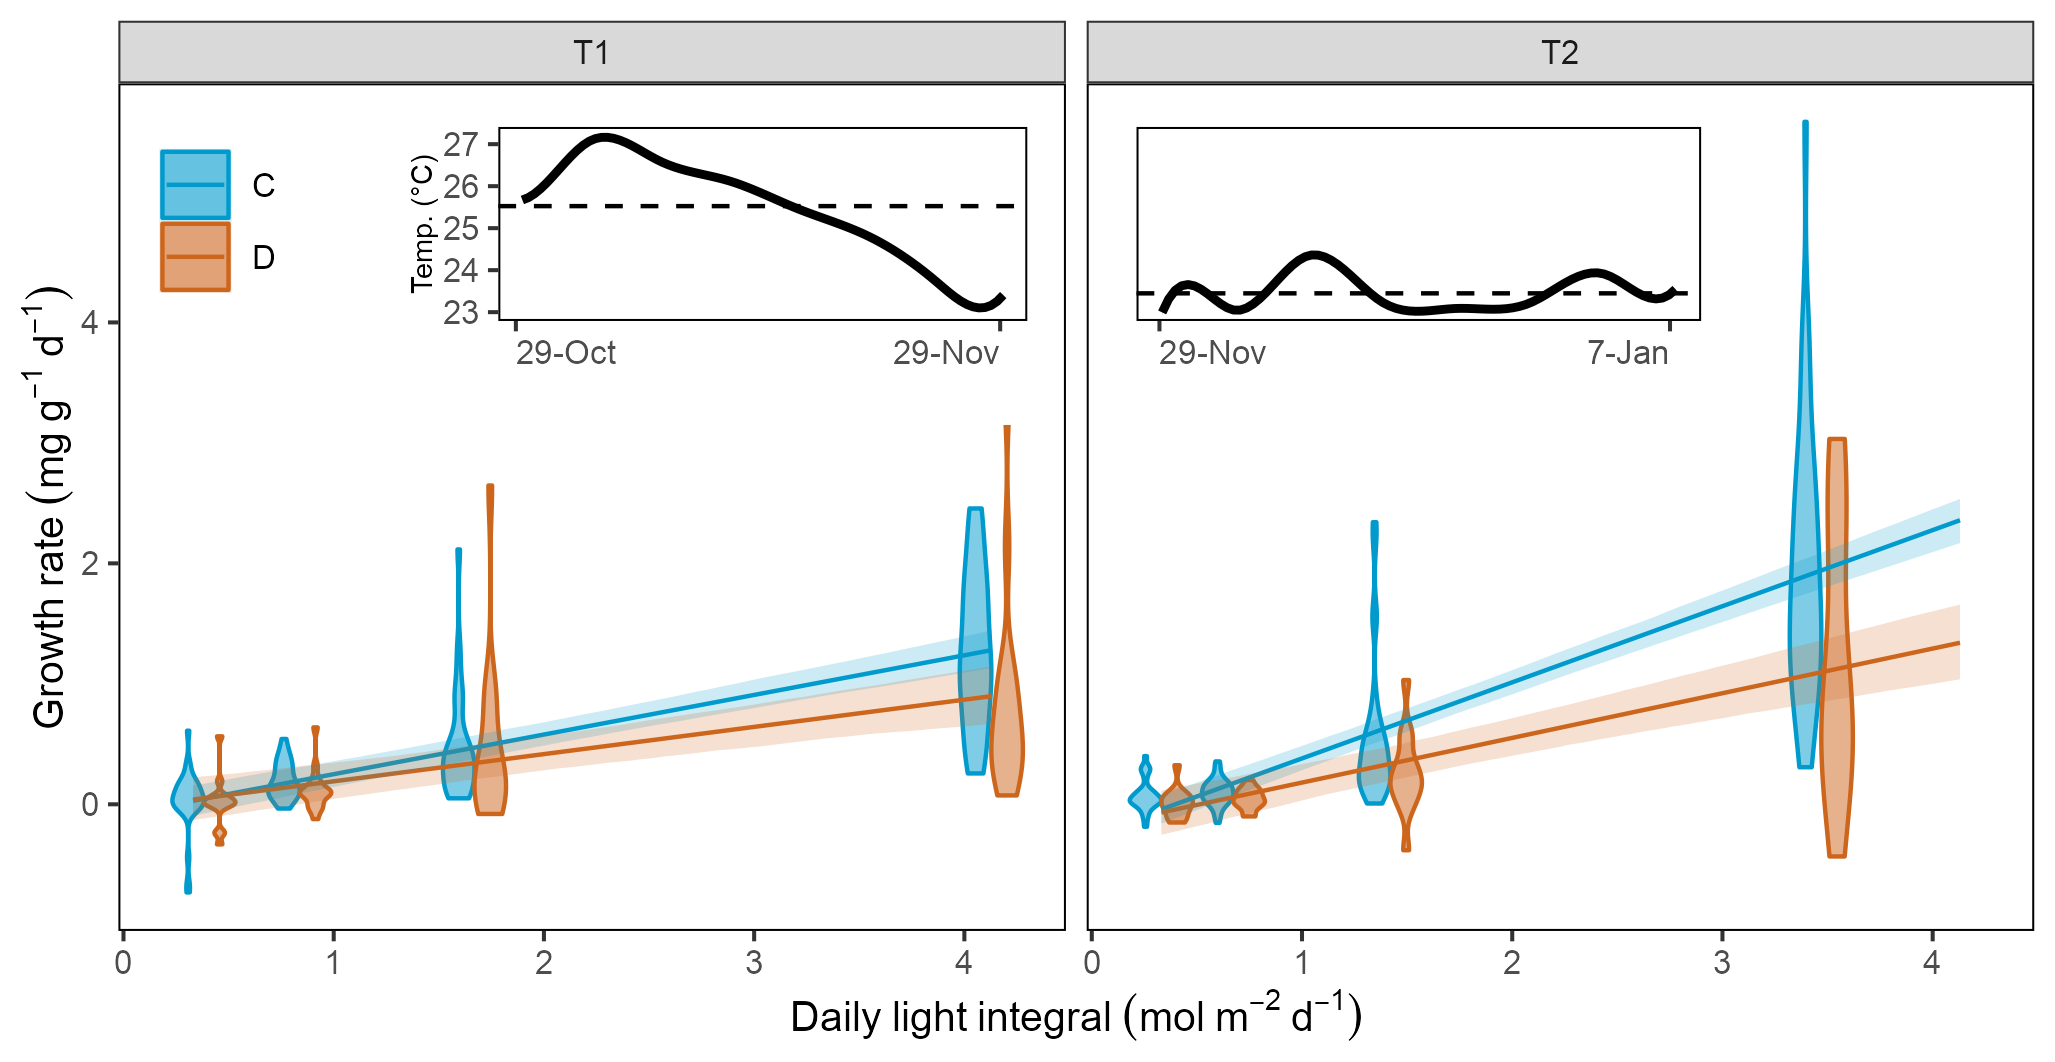 T1
T2
C
D
Temp. (°C)
27
26
25
24
23
29-Oct
29-Nov
29-Nov
7-Jan
Growth rate (mg g⁻¹ d⁻¹)
4
2
0
0
1
2
3
4
0
1
2
3
4
Daily light integral (mol m⁻² d⁻¹)